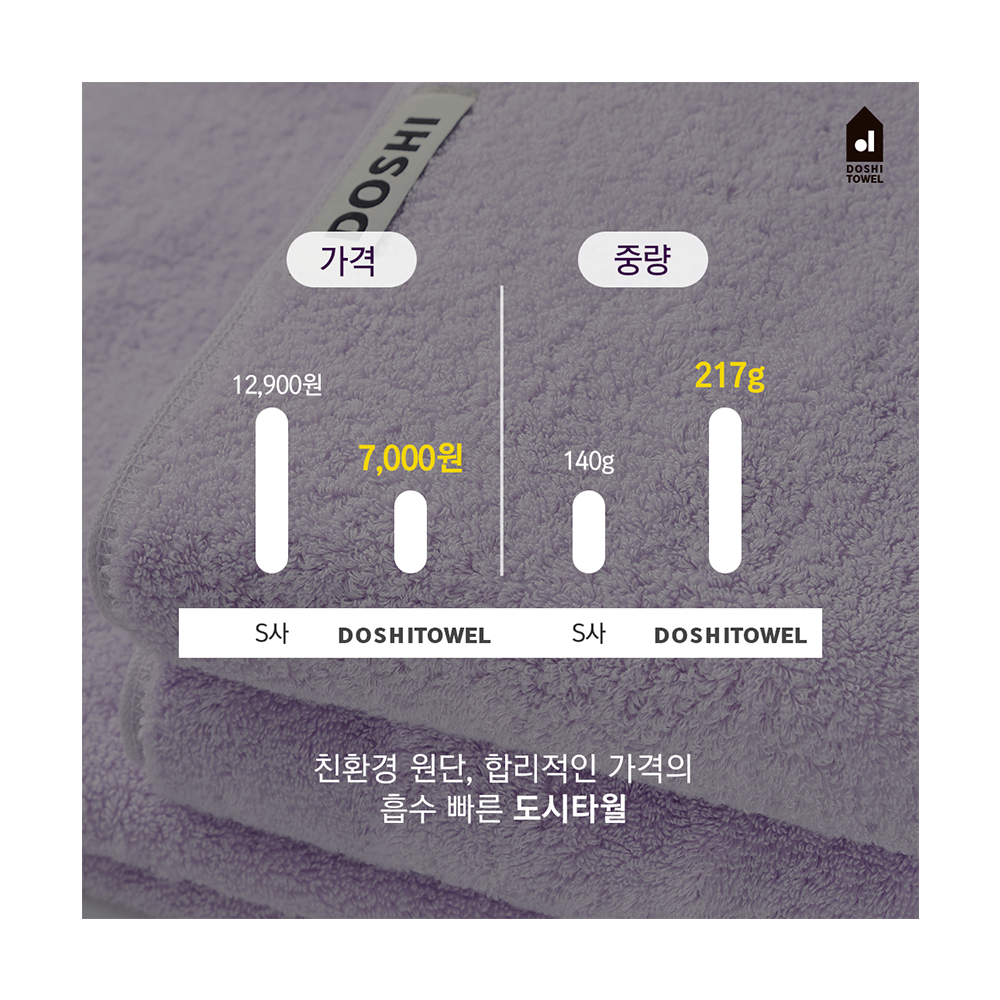 DOSHI
d
DOSHI
TOWEL
가격
중량
12,900원
7,000원
140g
217g
S사
DOSHITOWEL
S사
DOSHITOWEL
친환경 원단, 합리적인 가격의
흡수 빠른 도시타월